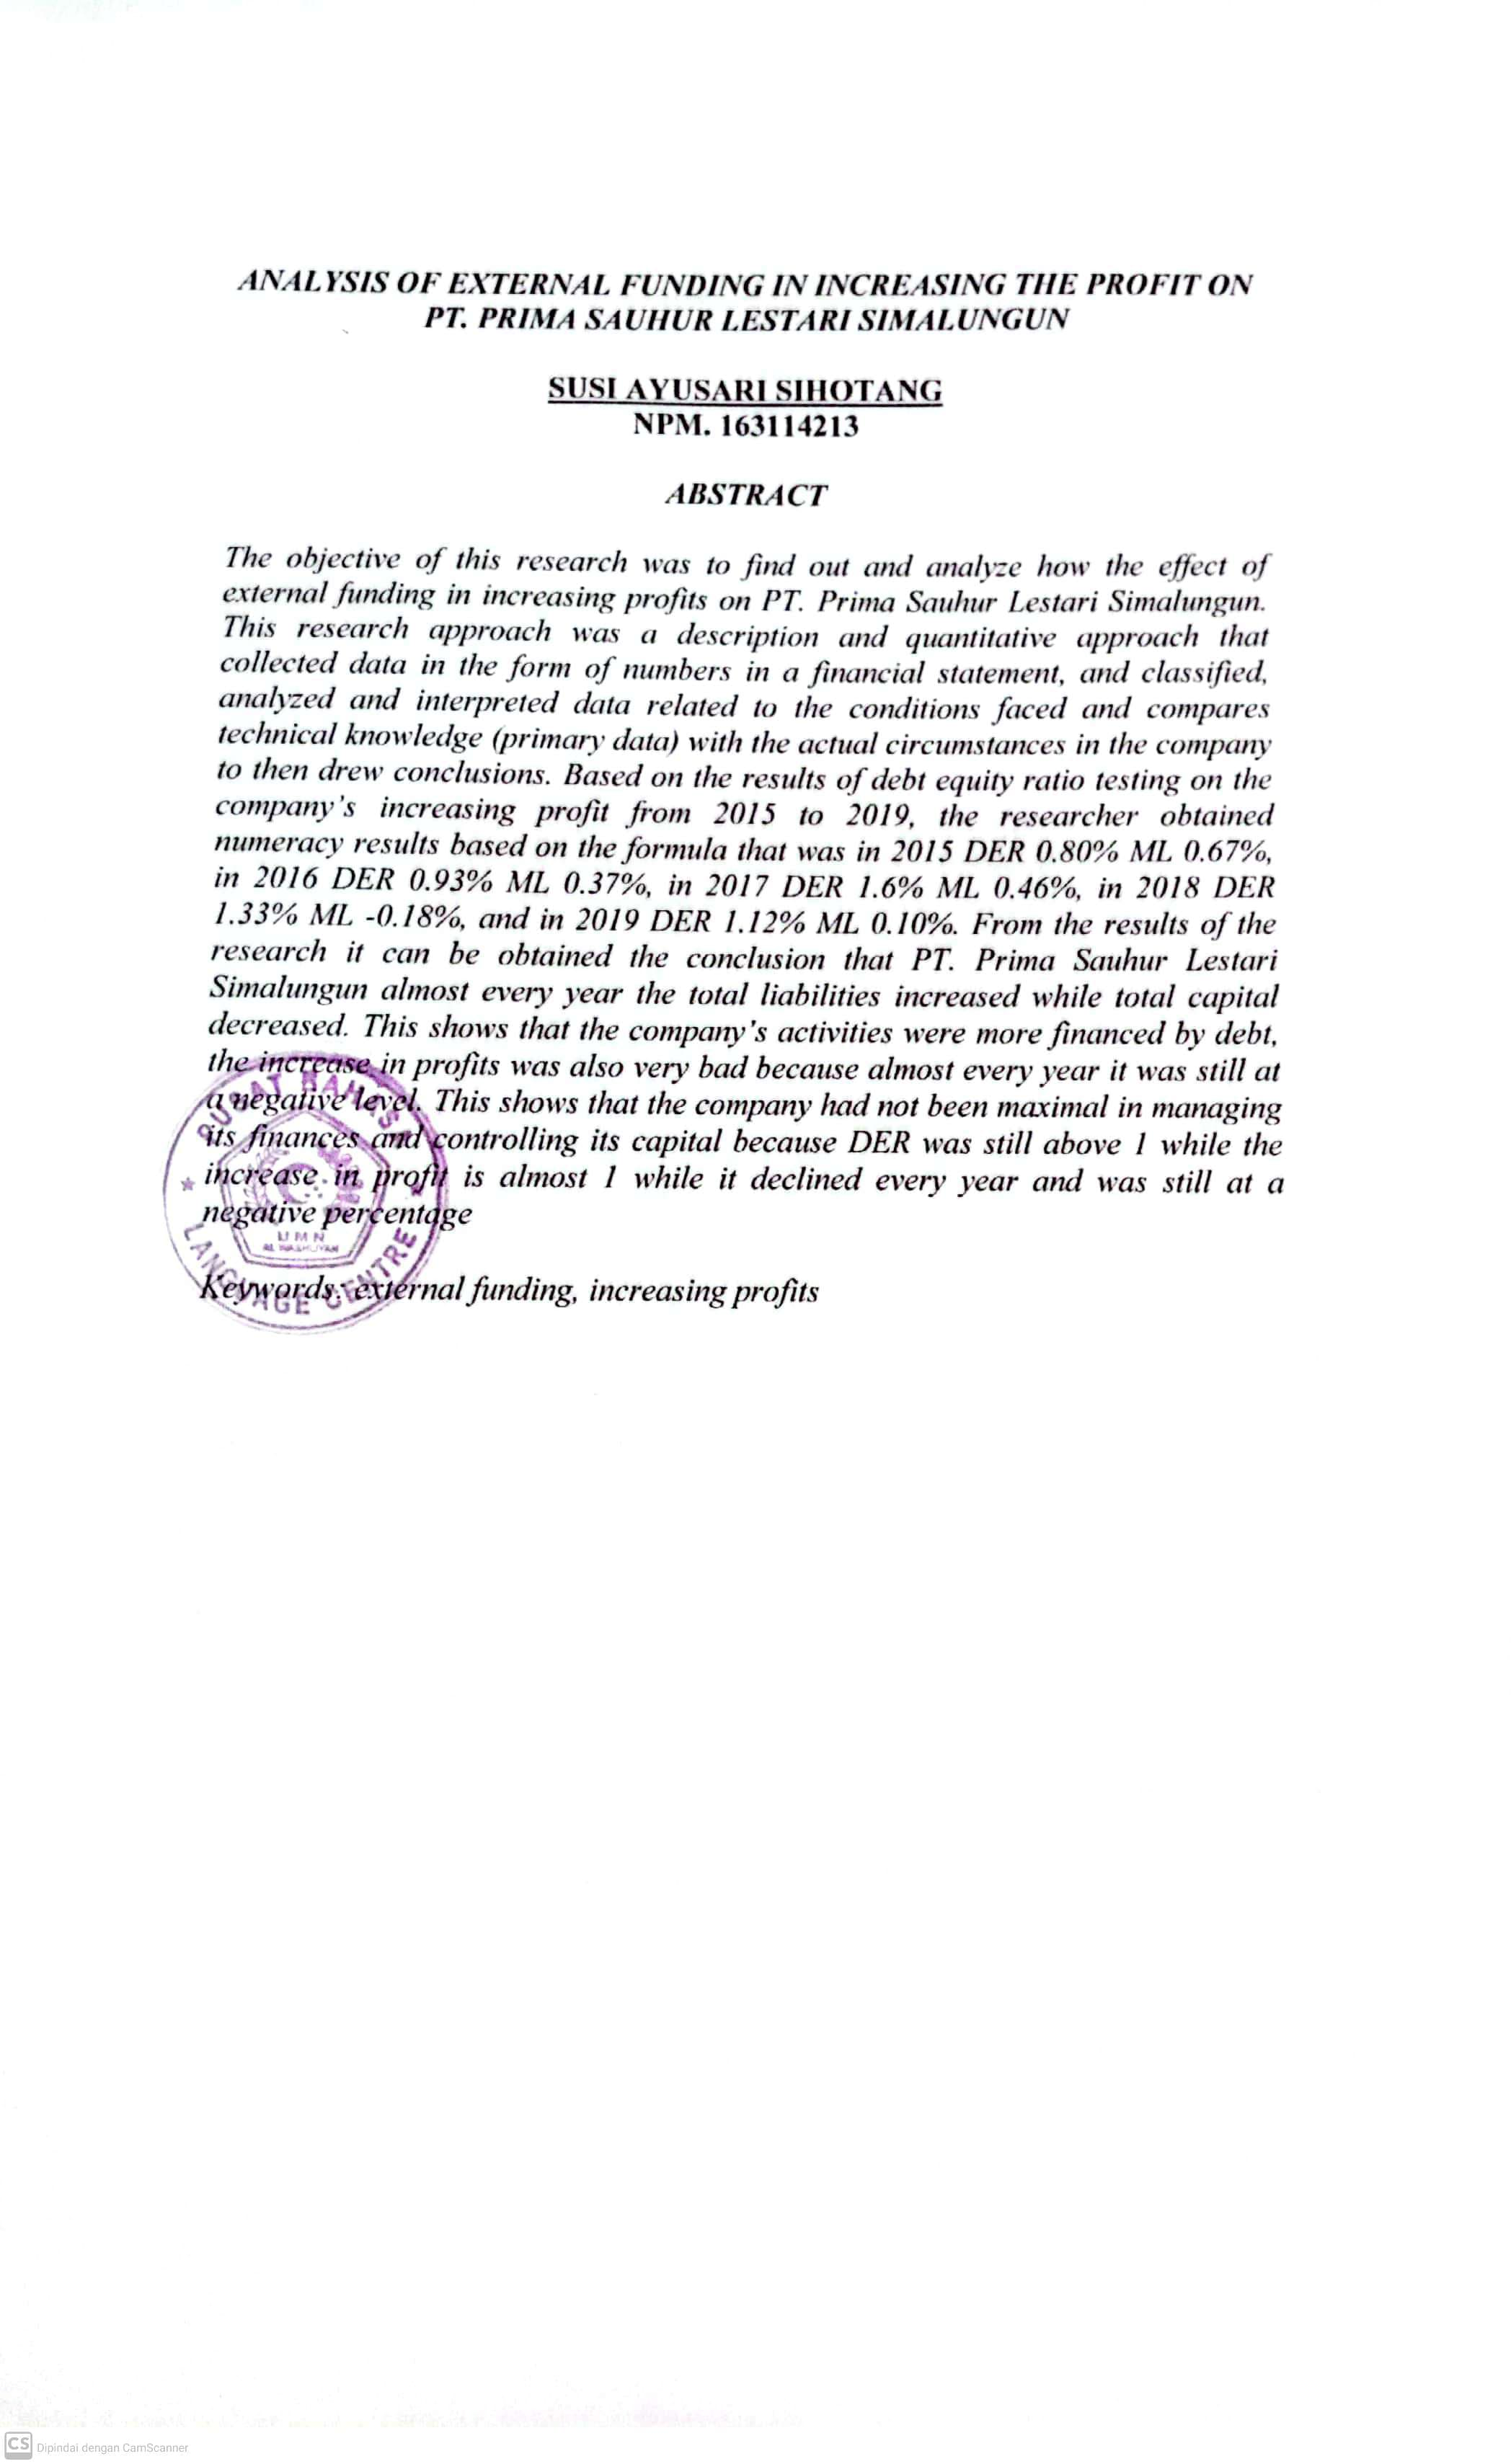 ANALYSIS OF EXTERNAL FUNDING IN INCREASING THE PROFIT ON
PT. PRIMA SAUHUR LESTARI SIMALUNGUN
SUSI AYUSARI SIHOTANG
NPM. 163114213
ABSTRACT
The objective of this research was to find out and analyze how the effect of
external funding in increasing profits on PT. Prima Sauhur Lestari Simalungun.
This research approach was a description and quantitative approach that
collected data in the form of numbers in a financial statement, and classified,
analyzed and interpreted data related to the conditions faced and compares
technical knowledge (primary data) with the actual circumstances in the company
to then drew conclusions. Based on the results of debt equity ratio testing on the
company's increasing profit from 2015 to 2019, the researcher obtained
numeracy results based on the formula that was in 2015 DER 0.80% ML 0.67%,
in 2016 DER 0.93% ML 0.37%, in 2017 DER 1.6% ML 0.46%, in 2018 DER
1.33% ML -0.18%, and in 2019 DER 1.12% ML 0.10%. From the results of the
research it can be obtained the conclusion that PT. Prima Sauhur Lestari
Simalungun almost every year the total liabilities increased while total capital
decreased. This shows that the company's activities were more financed by debt,
the increase in profits was also very bad because almost every year it was still at
a negative level. This shows that the company had not been maximal in managing
its finances and controlling its capital because DER was still above 1 while the
increase in profit is almost 1 while it declined every year and was still at a
negative percentage
Keywords: external funding, increasing profits
PUSAT BAHASA
UMN
AL WASHLIYAH
LANGUAGE CENTRE
CS Dipindai dengan CamScanner